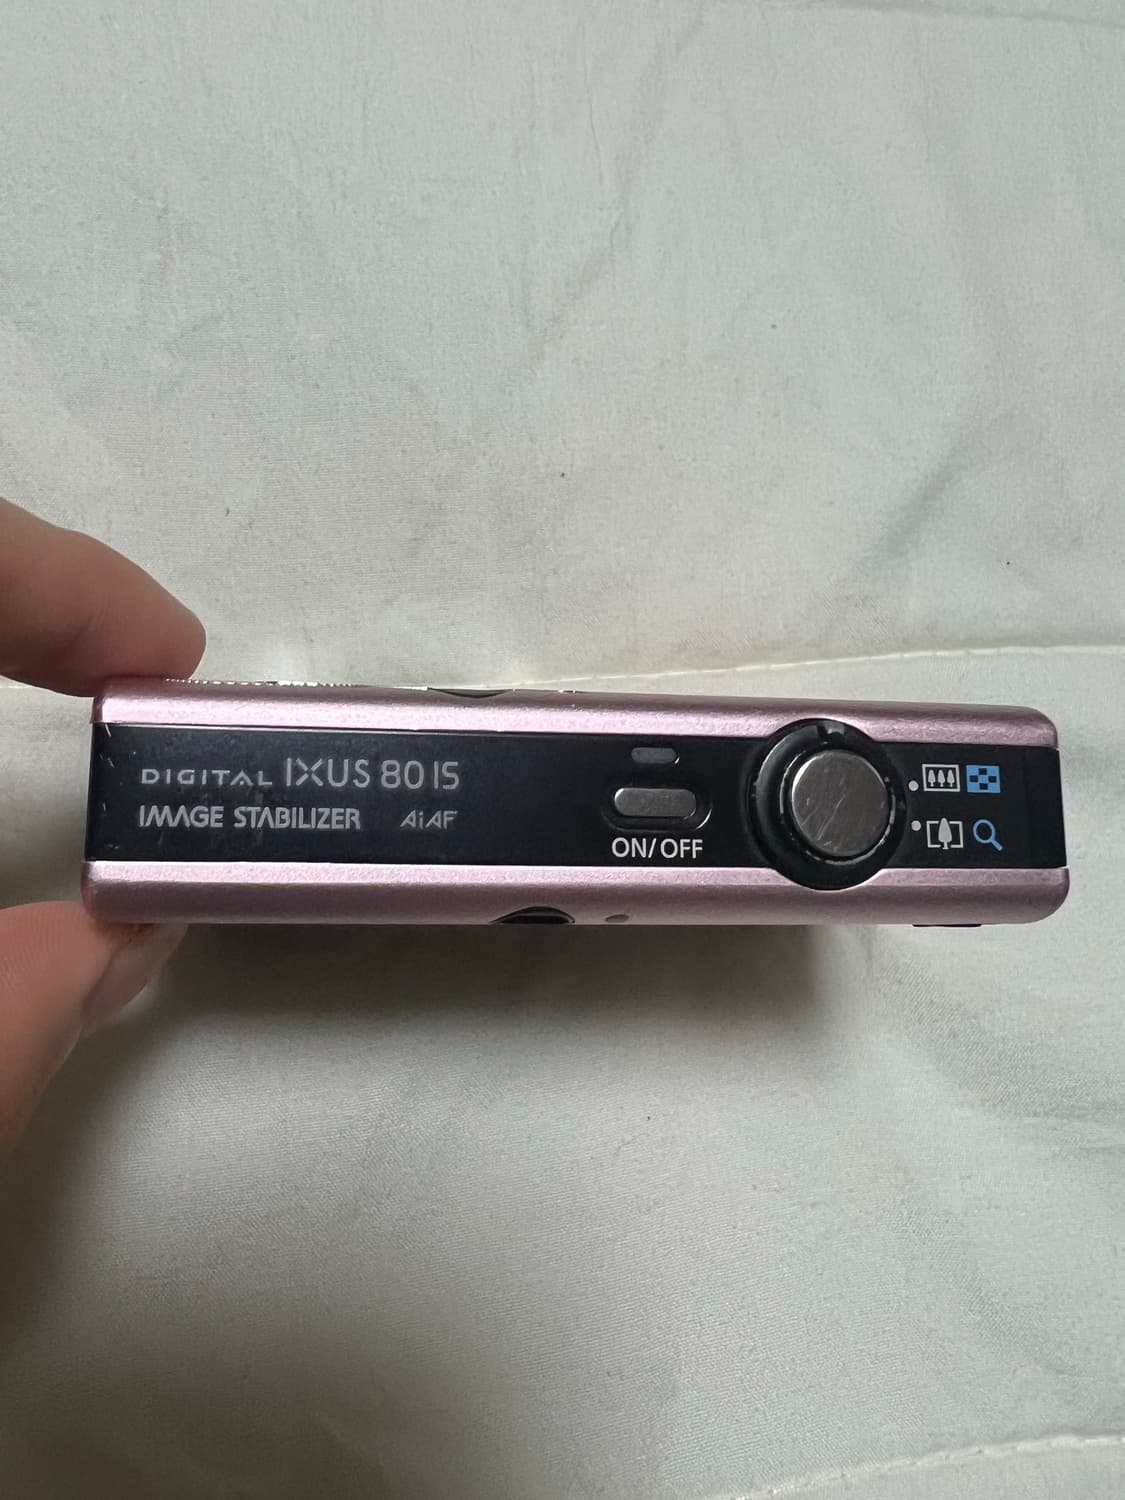 DIGITAL IXUS 80 IS
IMAGE STABILIZER AiAF
ON/OFF